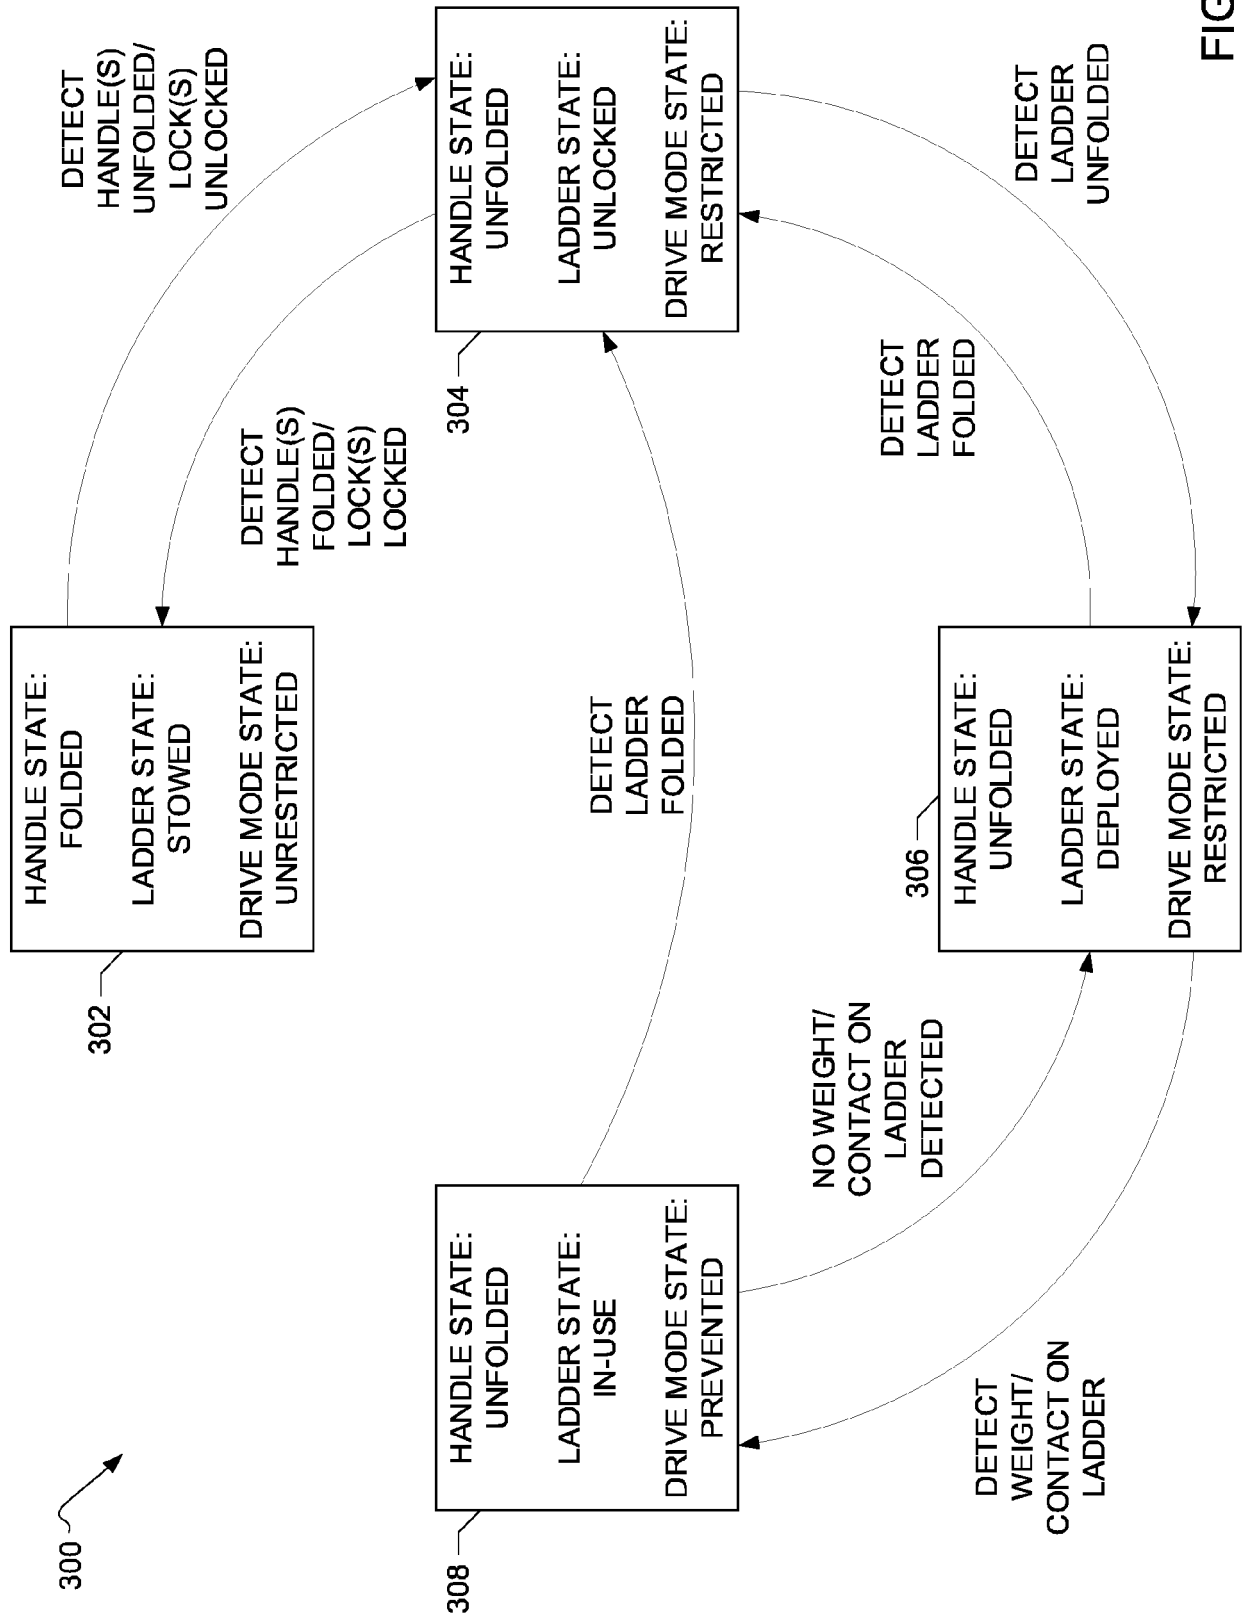 300
302
HANDLE STATE:
FOLDED
LADDER STATE:
STOWED
DRIVE MODE STATE:
UNRESTRICTED
DETECT
HANDLE(S)
UNFOLDED/
LOCK(S)
UNLOCKED
DETECT
HANDLE(S)
FOLDED/
LOCK(S)
LOCKED
308
HANDLE STATE:
UNFOLDED
LADDER STATE:
IN-USE
DRIVE MODE STATE:
PREVENTED
DETECT
LADDER
FOLDED
304
HANDLE STATE:
UNFOLDED
LADDER STATE:
UNLOCKED
DRIVE MODE STATE:
RESTRICTED
NO WEIGHT/
CONTACT ON
LADDER
DETECTED
DETECT
LADDER
FOLDED
DETECT
WEIGHT/
CONTACT ON
LADDER
306
HANDLE STATE:
UNFOLDED
LADDER STATE:
DEPLOYED
DRIVE MODE STATE:
RESTRICTED
DETECT
LADDER
UNFOLDED